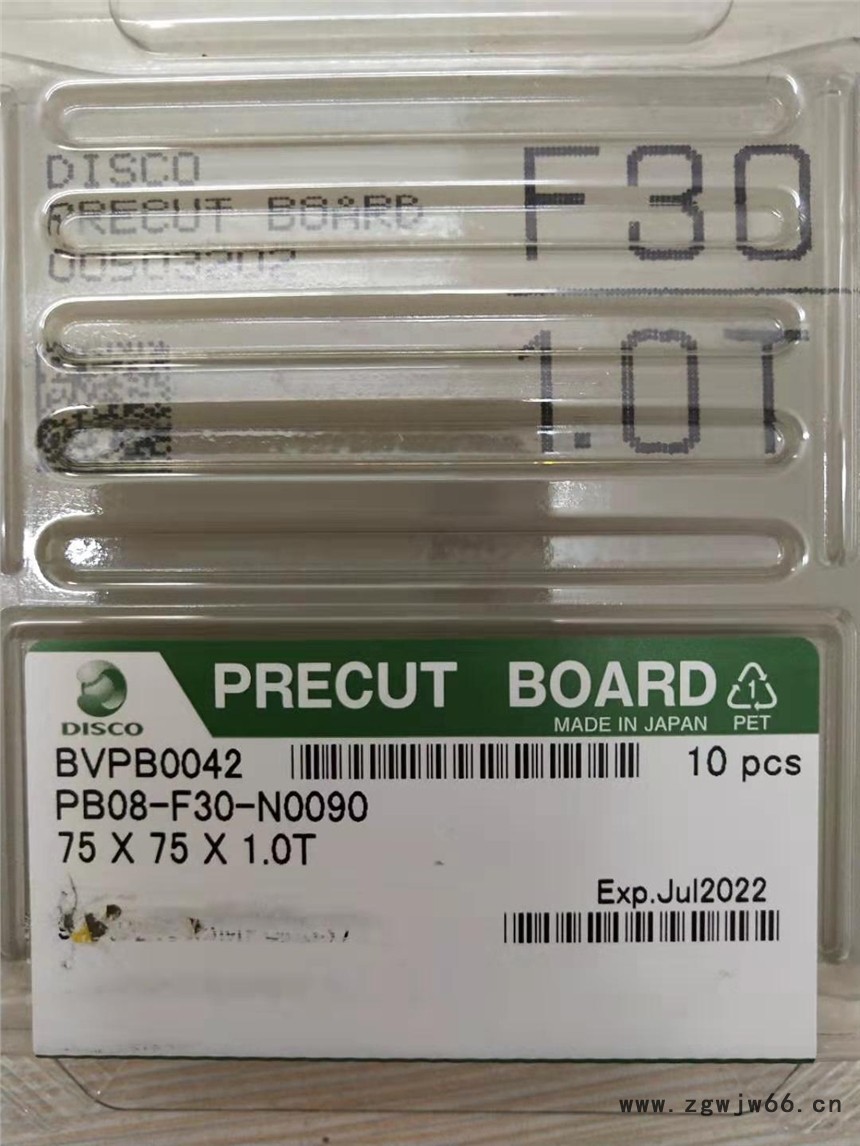 DISCO
PRECUT BOARD
F30
1.0T
DISCO
PRECUT BOARD
MADE IN JAPAN
1
PET
BVPB0042
10 pcs
PB08-F30-N0090
75 X 75 X 1.0T
Exp.Jul2022
www.zgwjw66.cn